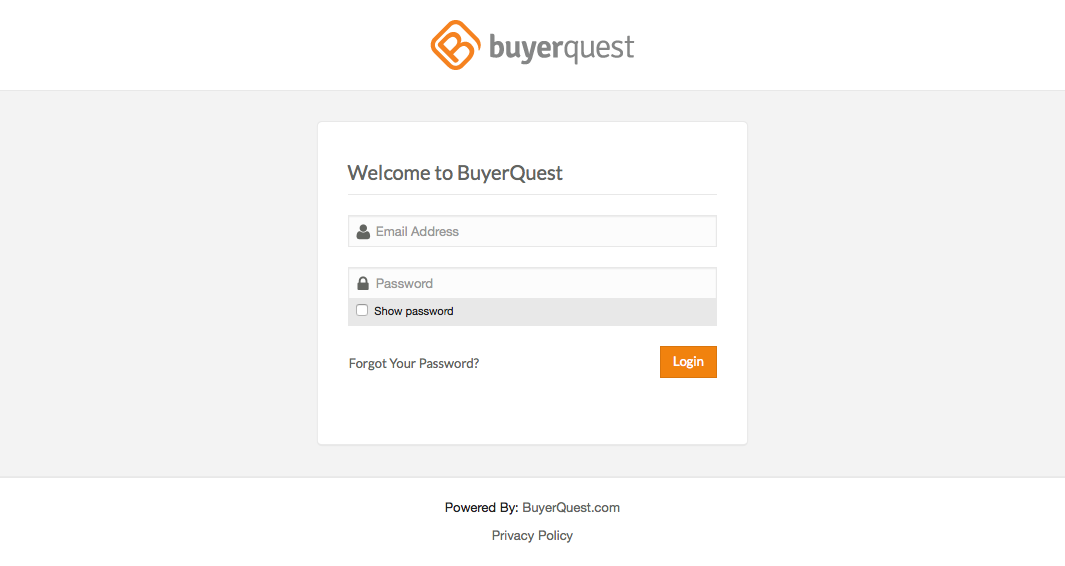 buyerquest
Welcome to BuyerQuest
Email Address
Password
Show password
Forgot Your Password?
Login
Powered By: BuyerQuest.com
Privacy Policy